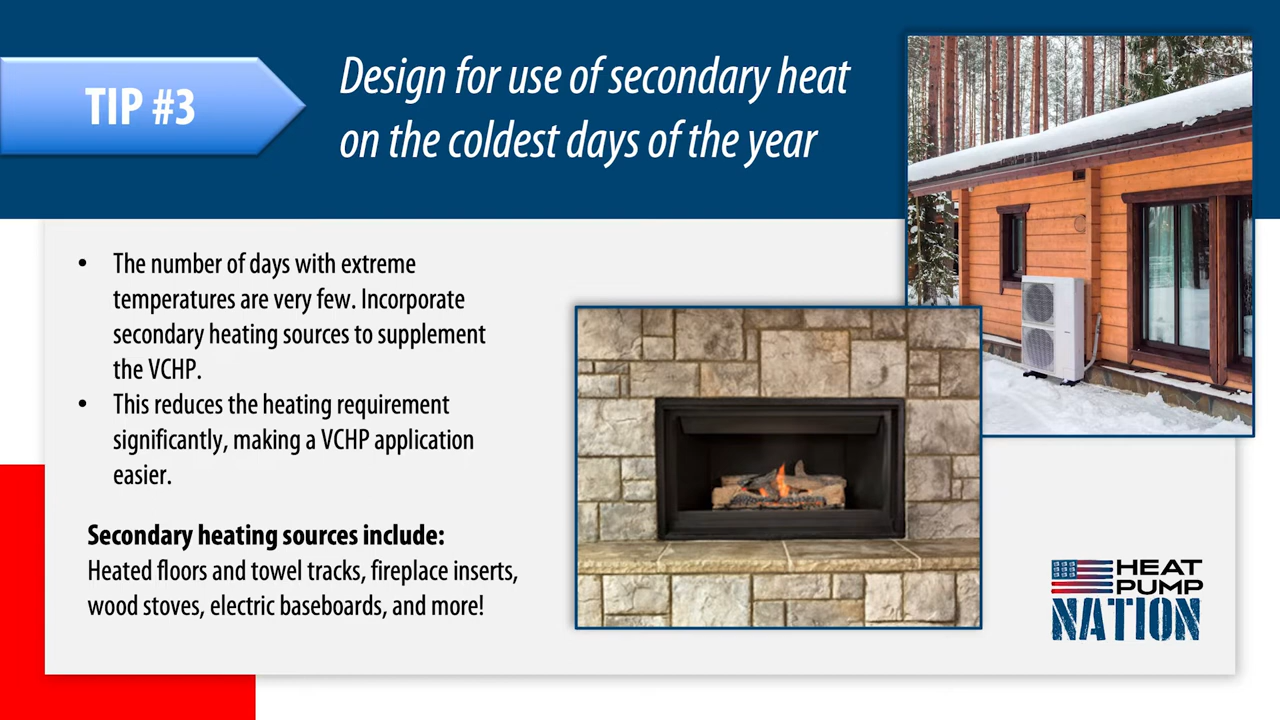 TIP #3
Design for use of secondary heat
on the coldest days of the year
• The number of days with extreme
temperatures are very few. Incorporate
secondary heating sources to supplement
the VCHP.
• This reduces the heating requirement
significantly, making a VCHP application
easier.
Secondary heating sources include:
Heated floors and towel tracks, fireplace inserts,
wood stoves, electric baseboards, and more!
HEAT
PUMP
NATION